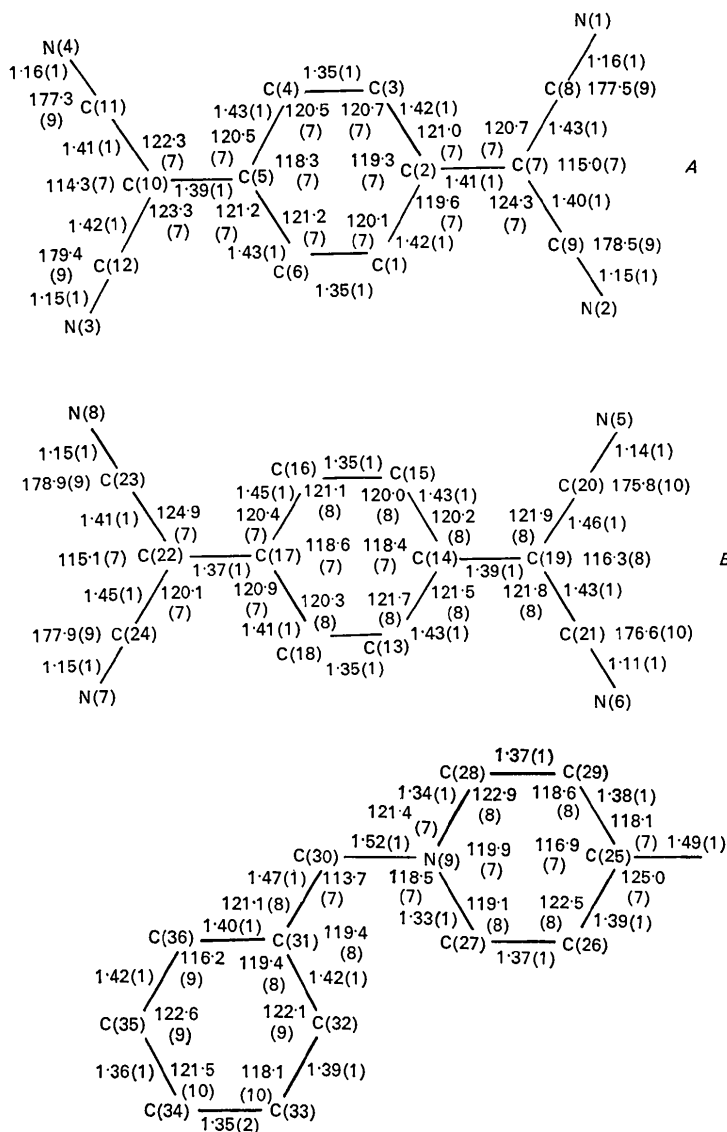 N(4) N(1)
1·16(1) 1·35(1) 1·16(1)
C(4) C(3)
177·3 C(11) C(8) 177·5(9)
(9) 1·43(1) 120·5 120·7 1·42(1)
(7) (7) 120·7 1·43(1)
1·41(1) 122·3 120·5 121·0 (7)
(7) (7) 118·3 119·3 (7)
114·3(7) C(10) C(5) (7) (7) C(2) C(7) 115·0(7) A
1·39(1) 1·41(1)
1·42(1) 123·3 121·2 119·6 124·3 1·40(1)
(7) (7) 121·2 120·1 (7) (7)
179·4 C(12) 1·43(1) (7) (7) 1·42(1) C(9) 178·5(9)
(9) C(6) C(1)
1·15(1) 1·35(1) 1·15(1)
N(3) N(2)
N(8) N(5)
1·15(1) C(16) 1·35(1) C(15) 1·14(1)
178·9(9) C(23) C(20) 175·8(10)
1·45(1) 121·1 120·0 1·43(1)
1·41(1) 124·9 (8) (8) 121·9 1·46(1)
(7) 120·4 120·2 (8)
(7) 118·6 118·4 (8)
115·1(7) C(22) C(17) (7) (7) C(14) C(19) 116·3(8) B
1·37(1) 1·39(1)
1·45(1) 120·1 120·9 121·5 121·8 1·43(1)
(7) (7) 120·3 121·7 (8) (8)
177·9(9) C(24) 1·41(1) (8) (8) 1·43(1) C(21) 176·6(10)
C(18) C(13)
1·15(1) 1·35(1) 1·11(1)
N(7) N(6)
1·37(1)
C(28) C(29)
1·34(1) 122·9 118·6 1·38(1)
121·4 (8) (8) 118·1
(7) (7) 1·49(1)
1·52(1) 119·9 116·9
C(30) N(9) (7) (7) C(25)
1·47(1) 113·7 118·5 125·0
(7) (7) (7)
121·1(8) 119·1 122·5 1·39(1)
1·40(1) 1·33(1) (8) (8)
C(36) C(31) 119·4 C(27) C(26)
(8) 1·37(1)
116·2 119·4
1·42(1) (9) (8) 1·42(1)
C(35) 122·6 122·1 C(32)
(9) (9)
1·36(1) 121·5 118·1 1·39(1)
(10) (10)
C(34) C(33)
1·35(2)